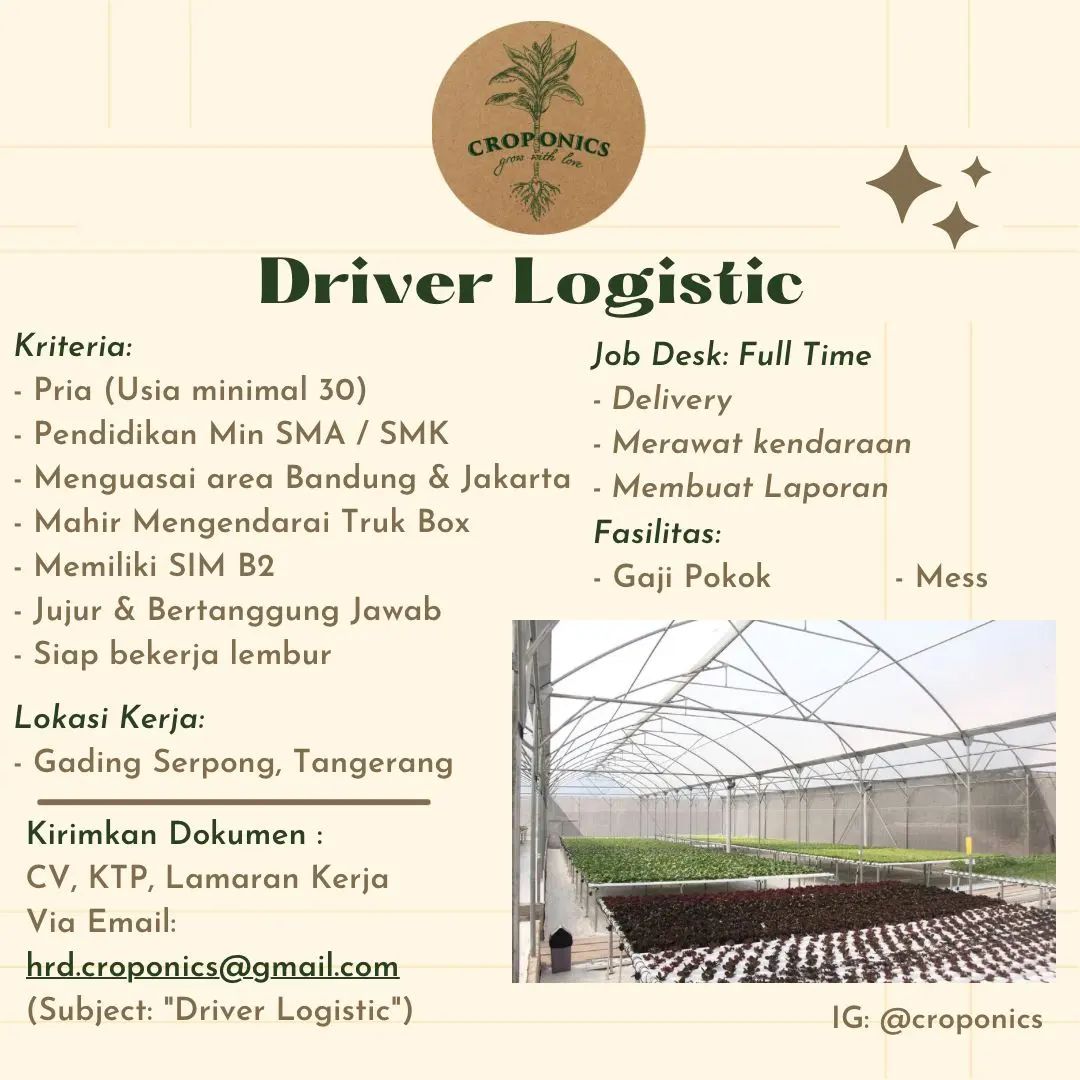 CROPONICS
grow with love
Driver Logistic
Kriteria:
- Pria (Usia minimal 30)
- Pendidikan Min SMA / SMK
- Menguasai area Bandung & Jakarta
- Mahir Mengendarai Truk Box
- Memiliki SIM B2
- Jujur & Bertanggung Jawab
- Siap bekerja lembur
Lokasi Kerja:
- Gading Serpong, Tangerang
Kirimkan Dokumen :
CV, KTP, Lamaran Kerja
Via Email:
hrd.croponics@gmail.com
(Subject: "Driver Logistic")
Job Desk: Full Time
- Delivery
- Merawat kendaraan
- Membuat Laporan
Fasilitas:
- Gaji Pokok - Mess
IG: @croponics